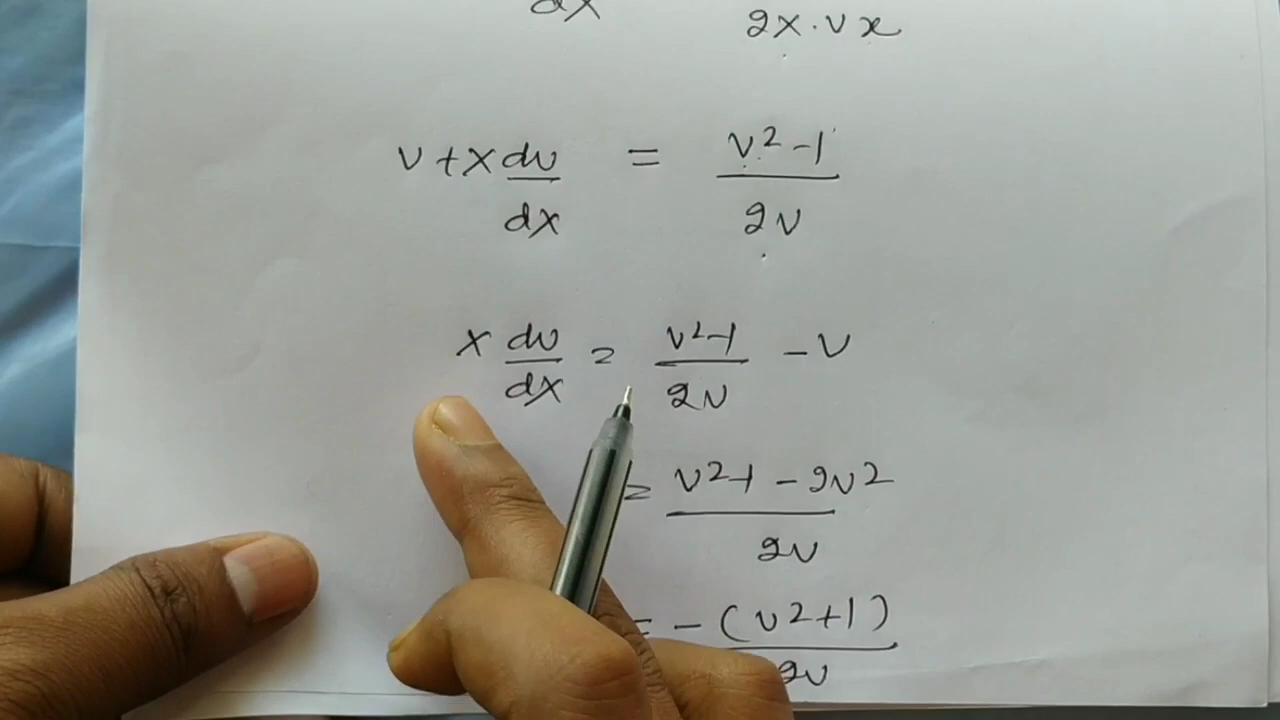 dx 2x.vx
v + x dv/dx = v² - 1 / 2v
x dv/dx = v² - 1 / 2v - v
= v² - 1 - 2v² / 2v
= - (v² + 1) / 2v